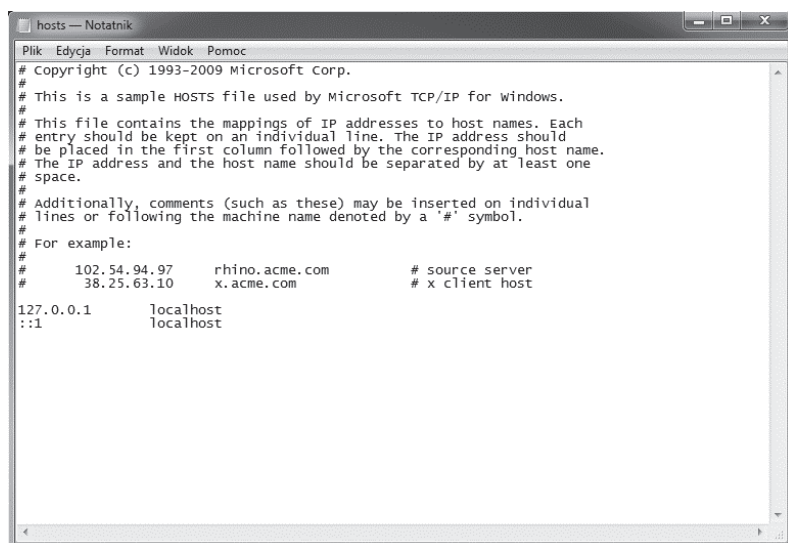 hosts — Notatnik
Plik Edycja Format Widok Pomoc
# Copyright (c) 1993-2009 Microsoft Corp.
#
# This is a sample HOSTS file used by Microsoft TCP/IP for Windows.
#
# This file contains the mappings of IP addresses to host names. Each
# entry should be kept on an individual line. The IP address should
# be placed in the first column followed by the corresponding host name.
# The IP address and the host name should be separated by at least one
# space.
#
# Additionally, comments (such as these) may be inserted on individual
# lines or following the machine name denoted by a '#' symbol.
#
# For example:
#
# 102.54.94.97 rhino.acme.com # source server
# 38.25.63.10 x.acme.com # x client host
127.0.0.1 localhost
::1 localhost